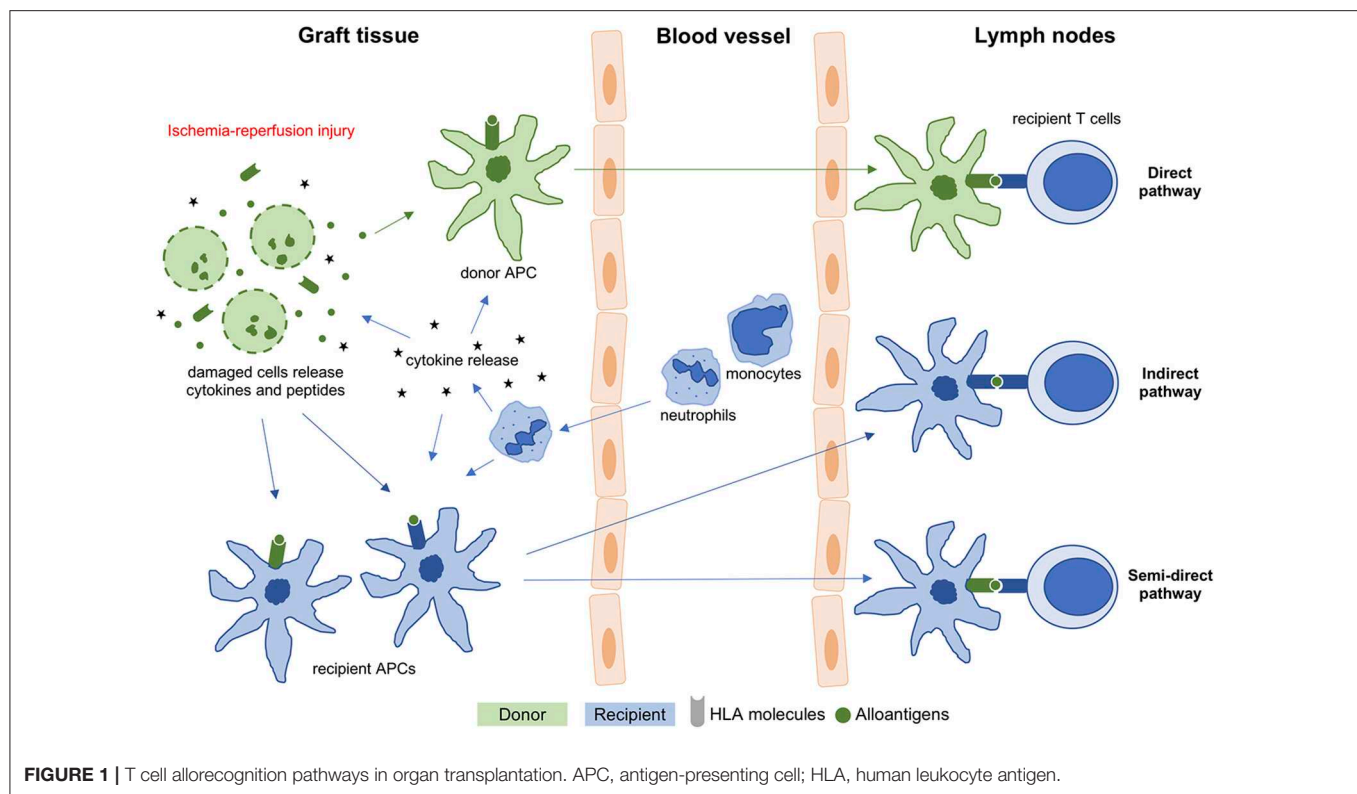 Graft tissue
Blood vessel
Lymph nodes
Ischemia-reperfusion injury
recipient T cells
Direct
pathway
donor APC
cytokine release
damaged cells release
cytokines and peptides
monocytes
neutrophils
Indirect
pathway
Semi-direct
pathway
recipient APCs
Donor
Recipient
HLA molecules
Alloantigens
FIGURE 1 | T cell allorecognition pathways in organ transplantation. APC, antigen-presenting cell; HLA, human leukocyte antigen.